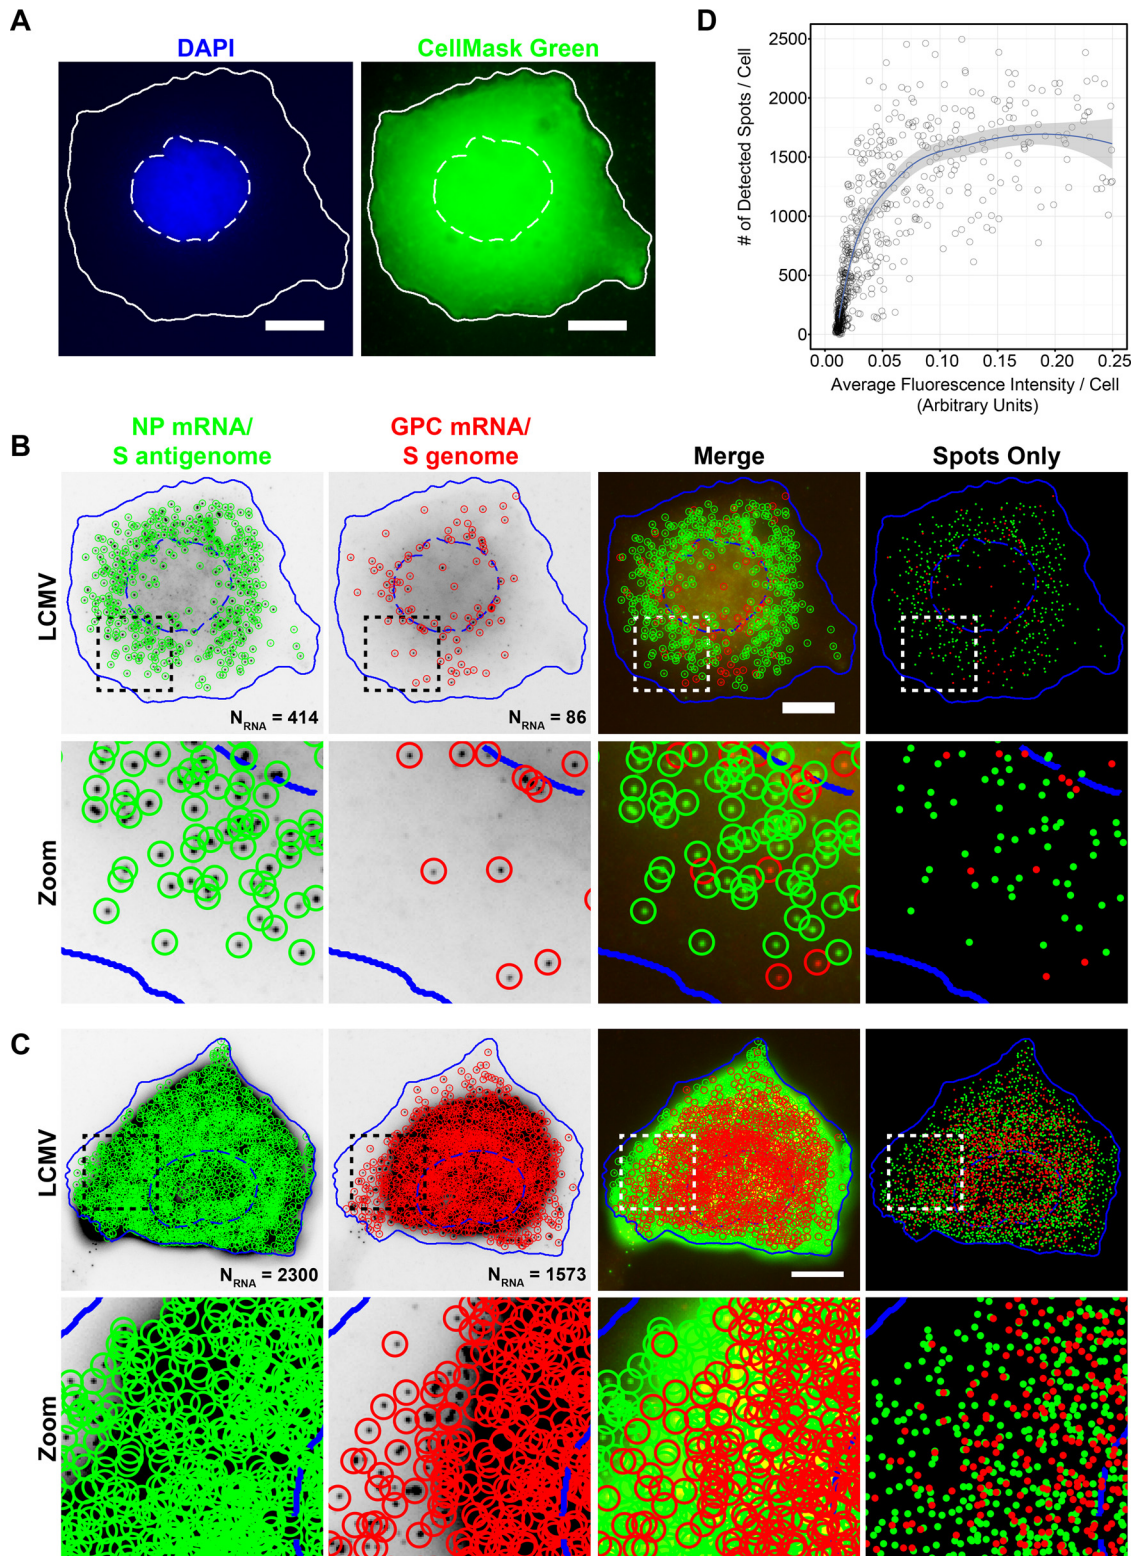 A
DAPI
CellMask Green
D
# of Detected Spots / Cell
2500
2000
1500
1000
500
0
0.00 0.05 0.10 0.15 0.20 0.25
Average Fluorescence Intensity / Cell
(Arbitrary Units)
B
NP mRNA/
S antigenome
GPC mRNA/
S genome
Merge
Spots Only
LCMV
N_RNA = 414
N_RNA = 86
Zoom
C
LCMV
N_RNA = 2300
N_RNA = 1573
Zoom